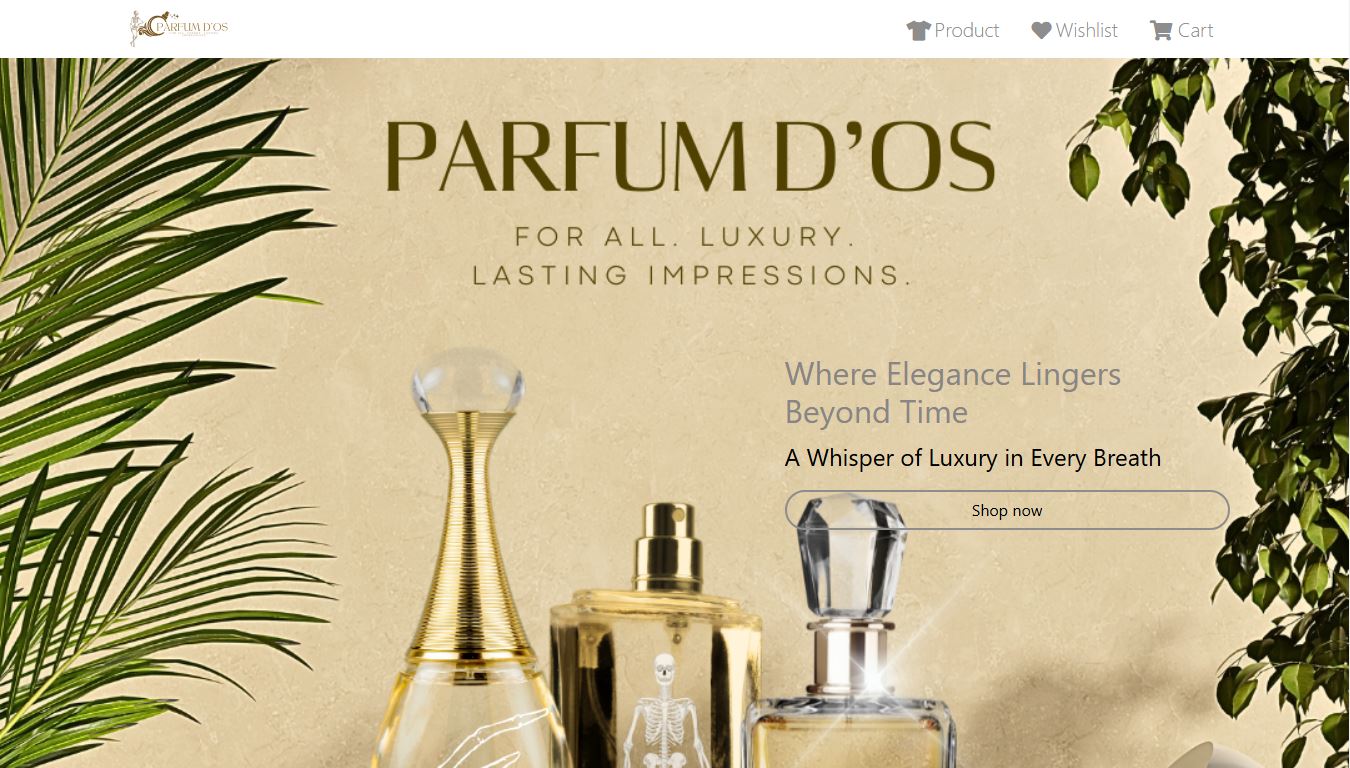 PARFUM D'OS
Product
Wishlist
Cart
PARFUM D'OS
FOR ALL. LUXURY.
LASTING IMPRESSIONS.
Where Elegance Lingers
Beyond Time
A Whisper of Luxury in Every Breath
Shop now